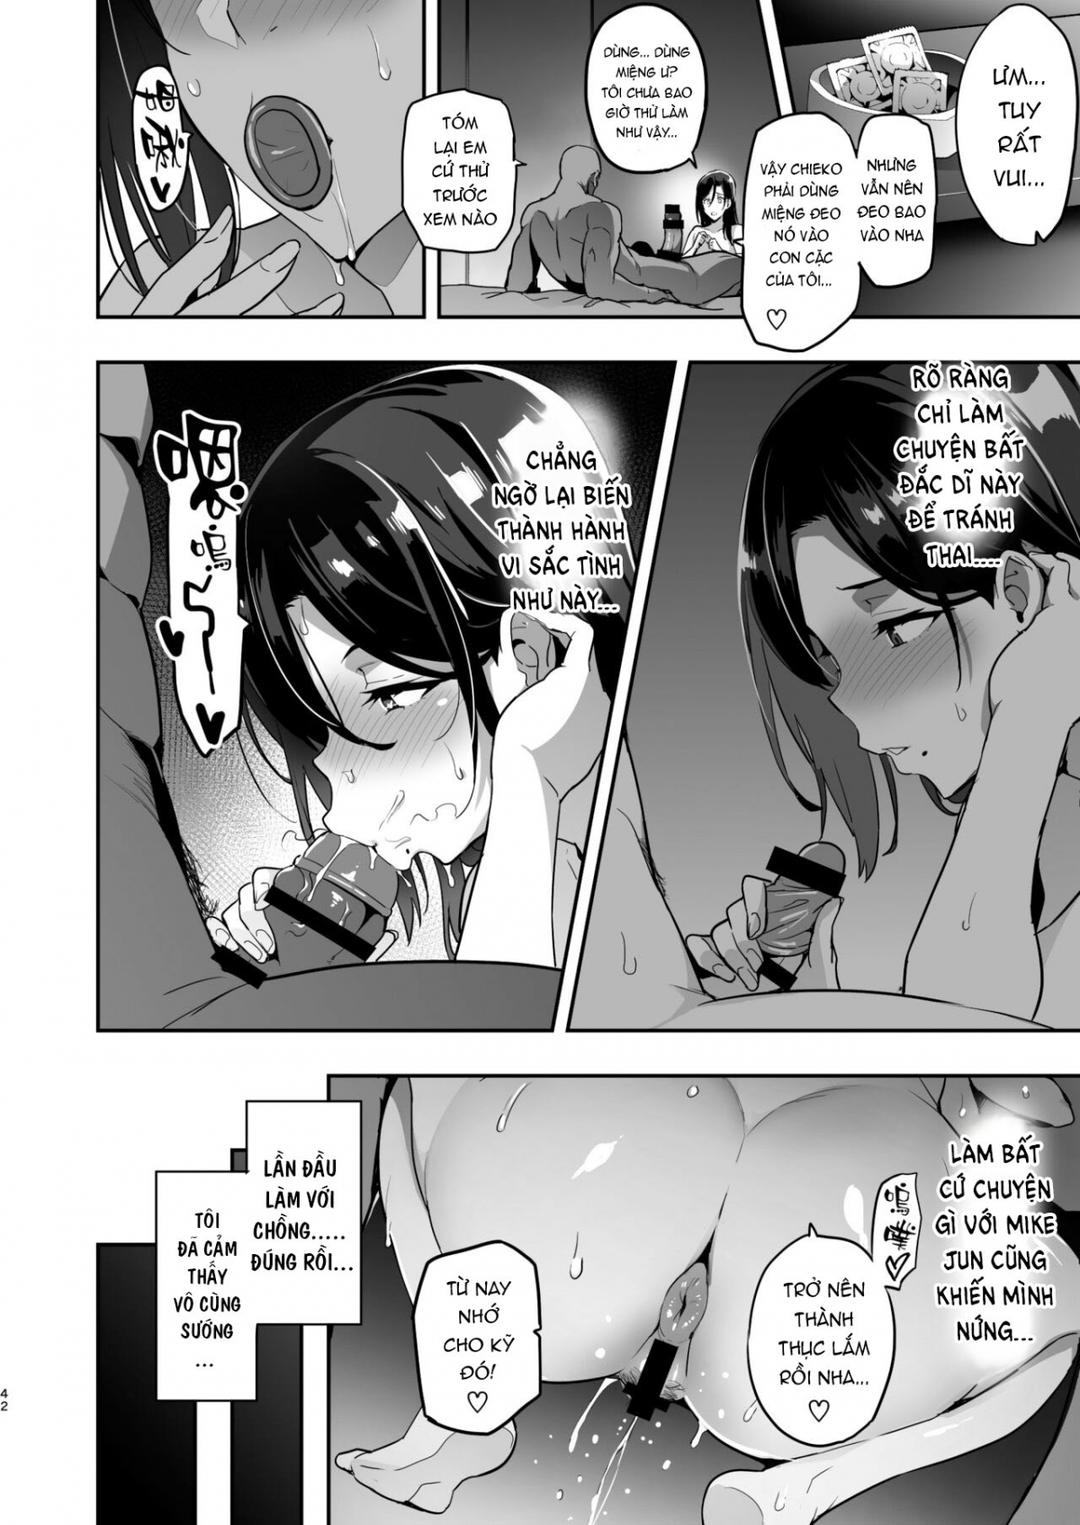 ƯM...
TUY
RẤT
VUI...
NHƯNG
VẪN NÊN
ĐEO BAO
VÀO NHA
VẬY CHIEKO
PHẢI DÙNG
MIỆNG ĐEO
NÓ VÀO
CON CẶC
CỦA TÔI...
♡
DÙNG... DÙNG
MIỆNG Ư?
TÔI CHƯA BAO
GIỜ THỬ LÀM
NHƯ VẬY...
TÓM
LẠI EM
CỨ THỬ
TRƯỚC
XEM NÀO
RÕ RÀNG
CHỈ LÀM
CHUYỆN BẤT
ĐẮC DĨ NÀY
ĐỂ TRÁNH
THAI....
CHẲNG
NGỜ LẠI BIẾN
THÀNH HÀNH
VI SẮC TÌNH
NHƯ NÀY...
LÀM BẤT
CỨ CHUYỆN
GÌ VỚI MIKE
JUN CŨNG
KHIẾN MÌNH
NỨNG...
TRỞ NÊN
THÀNH
THỤC LẮM
RỒI NHA...
♡
TỪ NAY
NHỚ
CHO KỸ
ĐÓ!
♡
LẦN ĐẦU
LÀM VỚI
CHỒNG.....
ĐÚNG RỒI...
TÔI
ĐÃ CẢM
THẤY
VÔ CÙNG
SƯỚNG
...
42